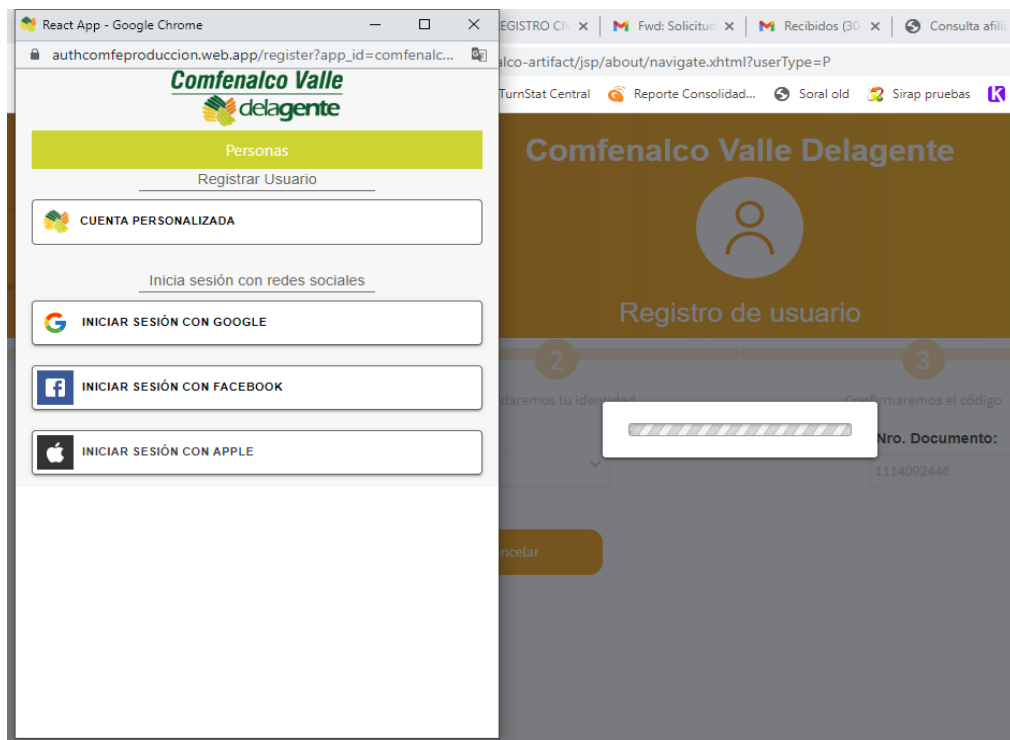 React App - Google Chrome
authcomfeproduccion.web.app/register?app_id=comfenalc...
Comfenalco Valle
delagente
Personas
Registrar Usuario
CUENTA PERSONALIZADA
Inicia sesión con redes sociales
INICIAR SESIÓN CON GOOGLE
INICIAR SESIÓN CON FACEBOOK
INICIAR SESIÓN CON APPLE
EGISTRO CIV
Fwd: Solicitud
Recibidos (30
Consulta afili
alco-artifact/jsp/about/navigate.xhtml?userType=P
TurnStat Central
Reporte Consolidad...
Soral old
Sirap pruebas
Comfenalco Valle Delagente
Registro de usuario
2
3
daremos tu identidad
Confirmaremos el código
Nro. Documento:
1114092446
ncelar